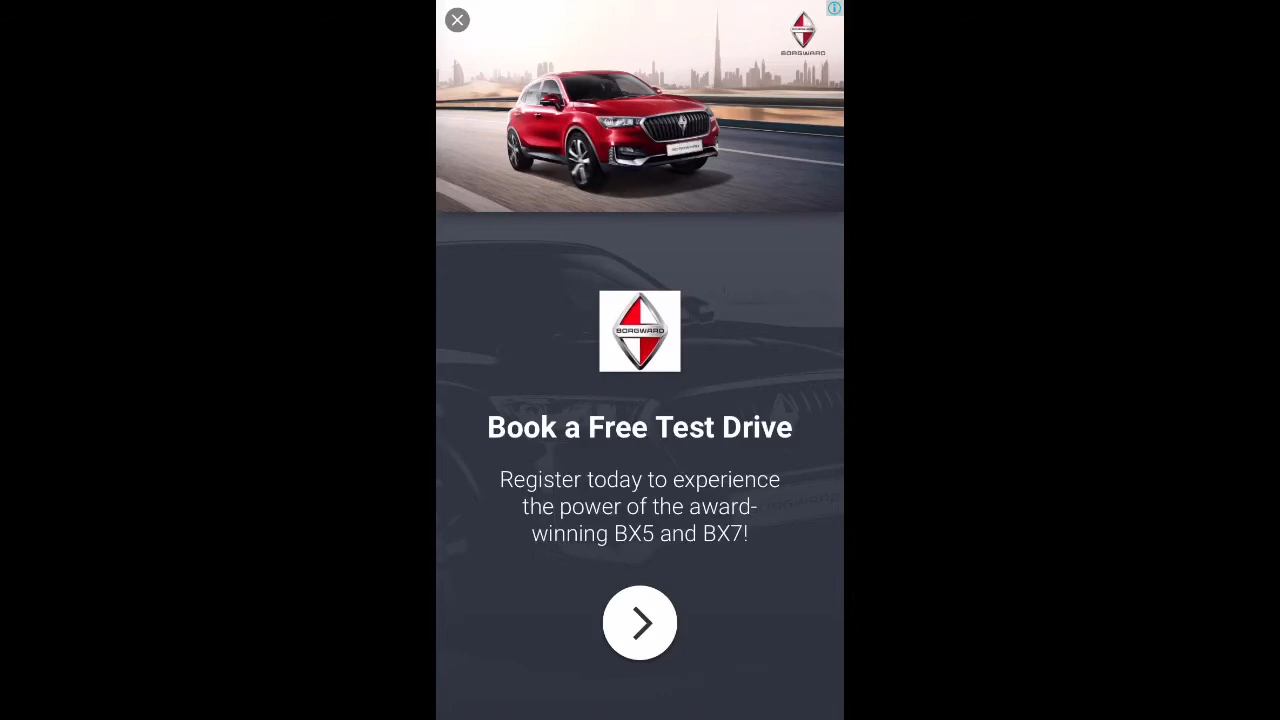 BORGWARD
BORGWARD
Book a Free Test Drive
Register today to experience
the power of the award-
winning BX5 and BX7!